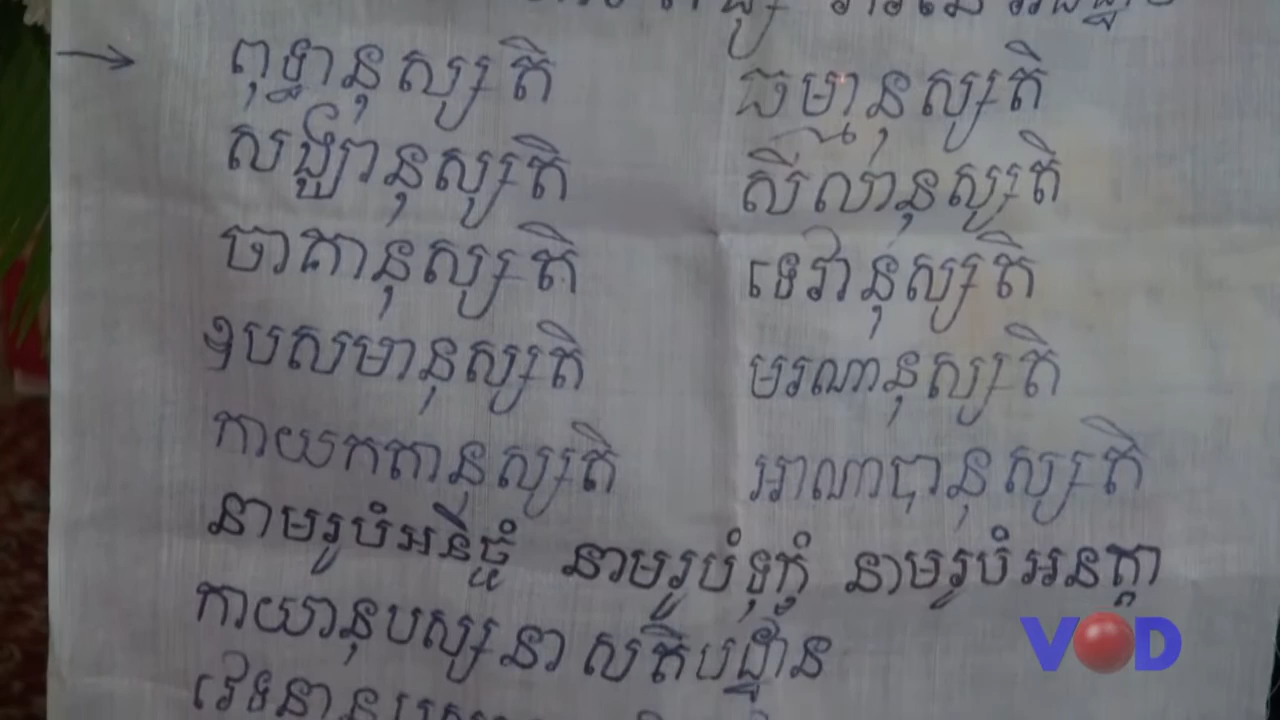 → ពុទ្ធានុស្សតិ ធម្មានុស្សតិ
សង្ឃានុស្សតិ សីលានុស្សតិ
ចាគានុស្សតិ ទេវានុស្សតិ
ឧបសមានុស្សតិ មរណានុស្សតិ
កាយគតានុស្សតិ អាណាបានុស្សតិ
នាមរូបំអនិច្ចំ នាមរូបំទុក្ខំ នាមរូបំអនត្តា
កាយានុបស្សនា សតិបដ្ឋាន
VOD